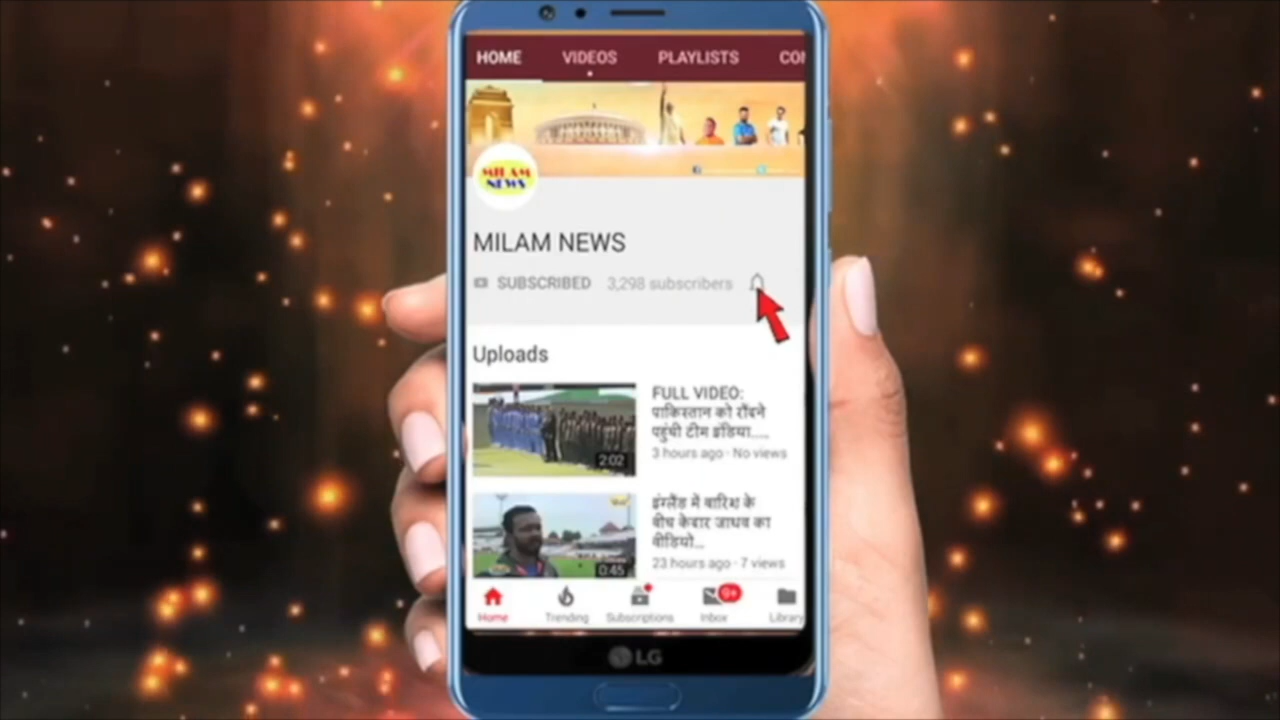 HOME VIDEOS PLAYLISTS CON
MILAM
NEWS
MILAM NEWS
SUBSCRIBED 3,298 subscribers
Uploads
FULL VIDEO:
पाकिस्तान को रौंदने
पहुंची टीम इंडिया.....
3 hours ago · No views
2:02
इंग्लैंड में बारिश के
बीच केदार जाधव का
वीडियो...
23 hours ago · 7 views
0:45
9+
Home Trending Subscriptions Inbox Library
LG